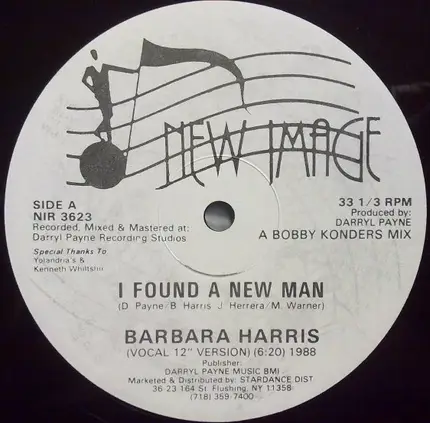 NEW IMAGE
SIDE A
NIR 3623
Recorded, Mixed & Mastered at:
Darryl Payne Recording Studios
Special Thanks To
Yolandria's &
Kenneth Whitshil
33 1/3 RPM
Produced by:
DARRYL PAYNE
A BOBBY KONDERS MIX
I FOUND A NEW MAN
(D. Payne/B. Harris J. Herrera/M. Warner)
BARBARA HARRIS
(VOCAL 12" VERSION) (6:20) 1988
Publisher:
DARRYL PAYNE MUSIC BMI
Marketed & Distributed by: STARDANCE DIST
36 23 164 St. Flushing, NY 11358
(718) 359-7400